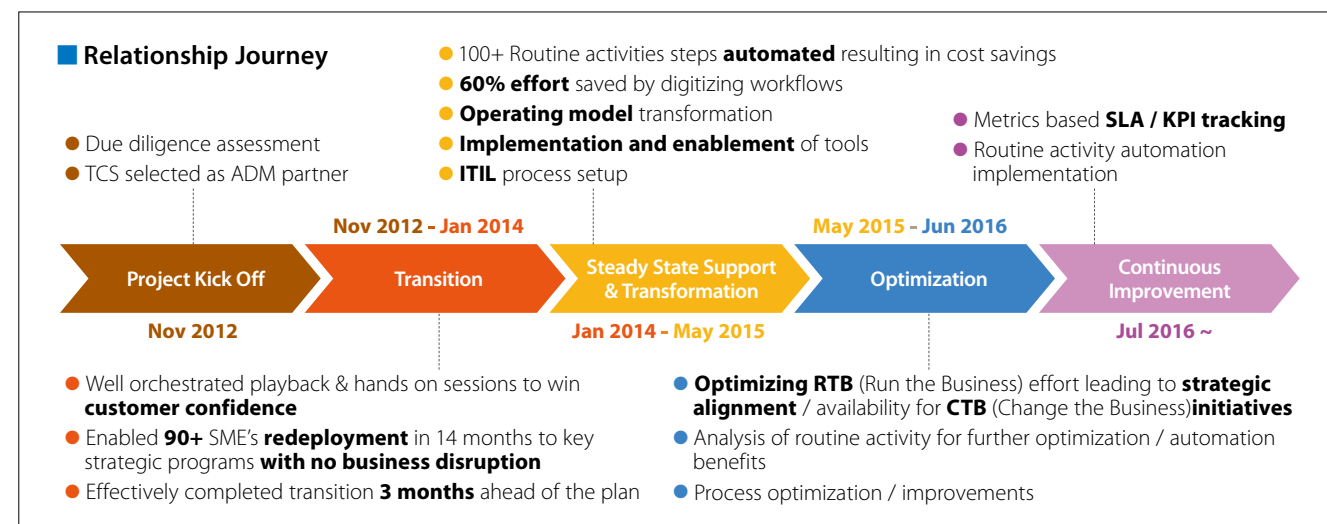 Relationship Journey
Due diligence assessment
TCS selected as ADM partner
100+ Routine activities steps automated resulting in cost savings
60% effort saved by digitizing workflows
Operating model transformation
Implementation and enablement of tools
ITIL process setup
Metrics based SLA / KPI tracking
Routine activity automation
implementation
Nov 2012 - Jan 2014
May 2015 - Jun 2016
Project Kick Off
Transition
Steady State Support
& Transformation
Optimization
Continuous
Improvement
Nov 2012
Jan 2014 - May 2015
Jul 2016 ~
Well orchestrated playback & hands on sessions to win
customer confidence
Enabled 90+ SME's redeployment in 14 months to key
strategic programs with no business disruption
Effectively completed transition 3 months ahead of the plan
Optimizing RTB (Run the Business) effort leading to strategic
alignment / availability for CTB (Change the Business)initiatives
Analysis of routine activity for further optimization / automation
benefits
Process optimization / improvements